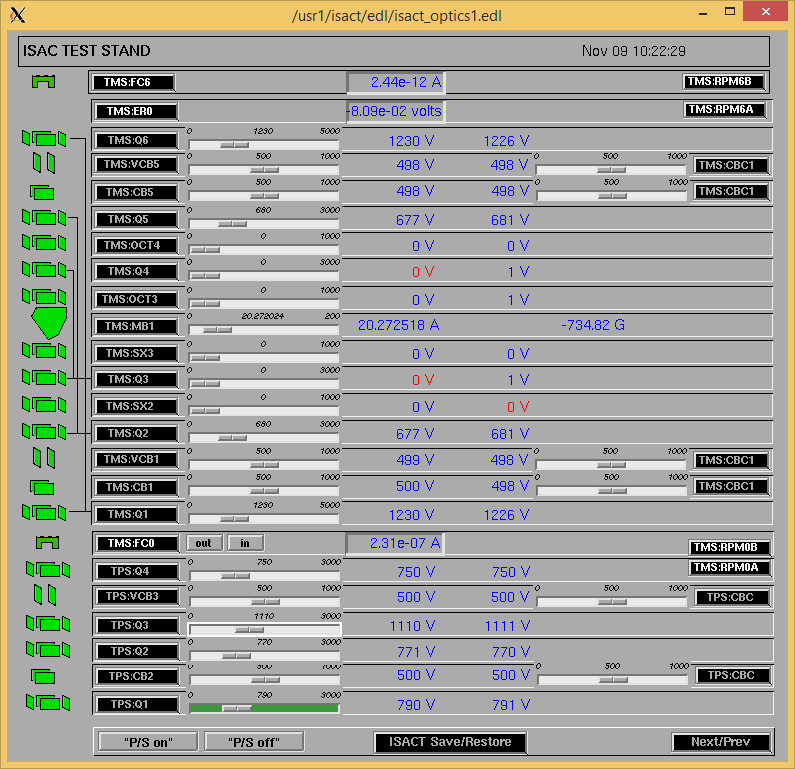 /usr1/isact/edl/isact_optics1.edl
ISAC TEST STAND Nov 09 10:22:29
TMS:FC6 2.44e-12 A TMS:RPM6B
TMS:ER0 -8.09e-02 volts TMS:RPM6A
TMS:Q6 0 1230 5000 1230 V 1226 V
TMS:VCB5 0 500 1000 498 V 498 V 0 500 1000 TMS:CBC1
TMS:CB5 0 500 1000 498 V 498 V 0 500 1000 TMS:CBC1
TMS:Q5 0 680 3000 677 V 681 V
TMS:OCT4 0 0 1000 0 V 0 V
TMS:Q4 0 0 3000 0 V 1 V
TMS:OCT3 0 0 1000 0 V 1 V
TMS:MB1 0 20.272024 200 20.272518 A -734.82 G
TMS:SX3 0 0 1000 0 V 0 V
TMS:Q3 0 0 3000 0 V 1 V
TMS:SX2 0 0 1000 0 V 0 V
TMS:Q2 0 680 3000 677 V 681 V
TMS:VCB1 0 500 1000 499 V 498 V 0 500 1000 TMS:CBC1
TMS:CB1 0 500 1000 500 V 498 V 0 500 1000 TMS:CBC1
TMS:Q1 0 1230 5000 1230 V 1226 V
TMS:FC0 out in 2.31e-07 A TMS:RPM0B
TPS:Q4 0 750 3000 750 V 750 V TMS:RPM0A
TPS:VCB3 0 500 1000 500 V 500 V 0 500 1000 TPS:CBC
TPS:Q3 0 1110 3000 1110 V 1111 V
TPS:Q2 0 770 3000 771 V 770 V
TPS:CB2 0 500 1000 500 V 500 V 0 500 1000 TPS:CBC
TPS:Q1 0 790 3000 790 V 791 V
"P/S on" "P/S off" ISACT Save/Restore Next/Prev